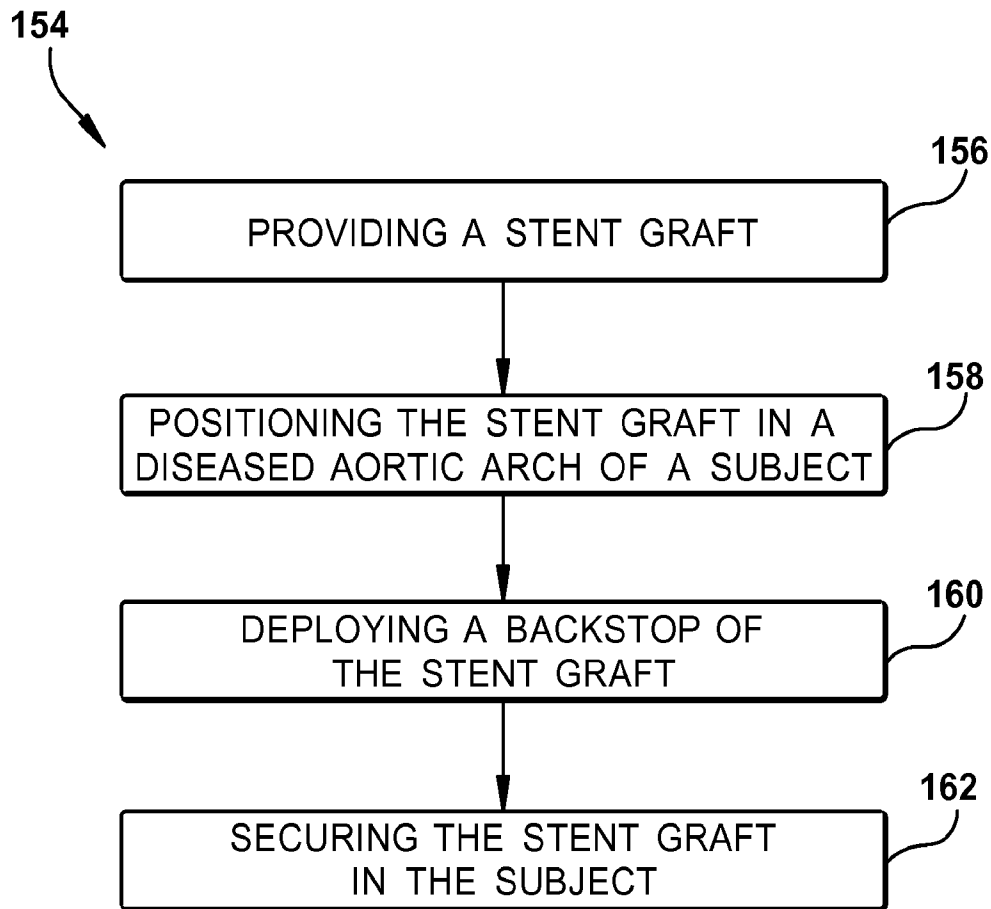 154
156
PROVIDING A STENT GRAFT
158
POSITIONING THE STENT GRAFT IN A
DISEASED AORTIC ARCH OF A SUBJECT
160
DEPLOYING A BACKSTOP OF
THE STENT GRAFT
162
SECURING THE STENT GRAFT
IN THE SUBJECT